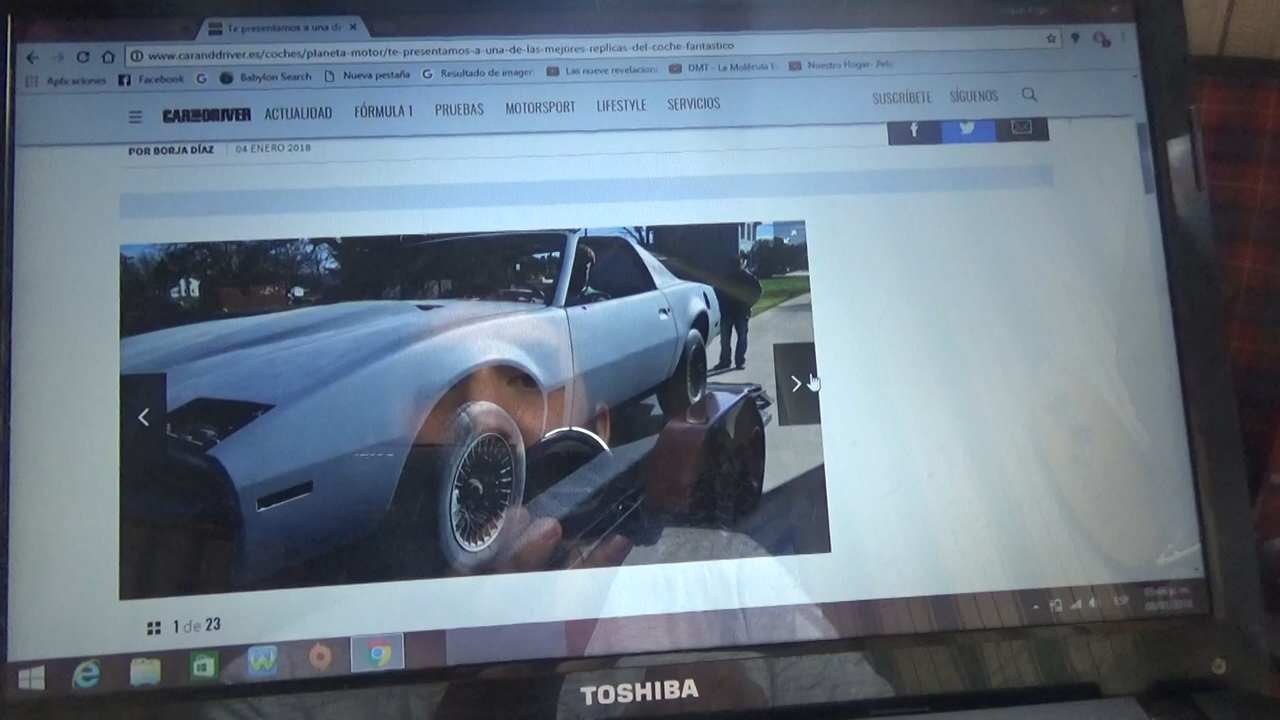 Te presentamos a una de
www.caranddriver.es/coches/planeta-motor/te-presentamos-a-una-de-las-mejores-replicas-del-coche-fantastico
Aplicaciones Facebook G Babylon Search Nueva pestaña G Resultado de imagen Las nueve revelacion DMT - La Molécula Nuestro Hogar- Pelic
CAR AND DRIVER ACTUALIDAD FÓRMULA 1 PRUEBAS MOTORSPORT LIFESTYLE SERVICIOS SUSCRÍBETE SÍGUENOS
POR BORJA DÍAZ 04 ENERO 2018
1 de 23
ESP
TOSHIBA